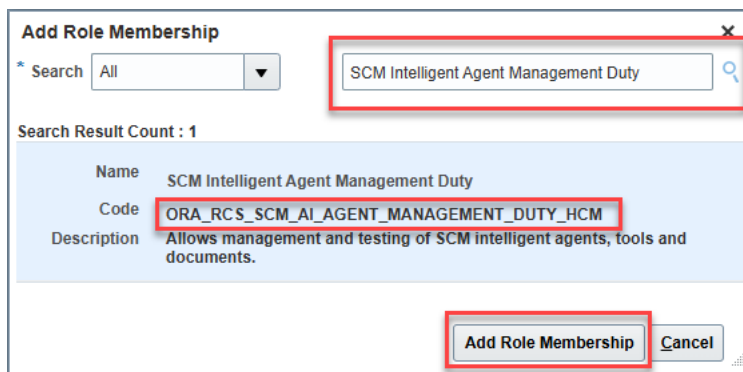 Add Role Membership
* Search All SCM Intelligent Agent Management Duty
Search Result Count : 1
Name SCM Intelligent Agent Management Duty
Code ORA_RCS_SCM_AI_AGENT_MANAGEMENT_DUTY_HCM
Description Allows management and testing of SCM intelligent agents, tools and
documents.
Add Role Membership Cancel